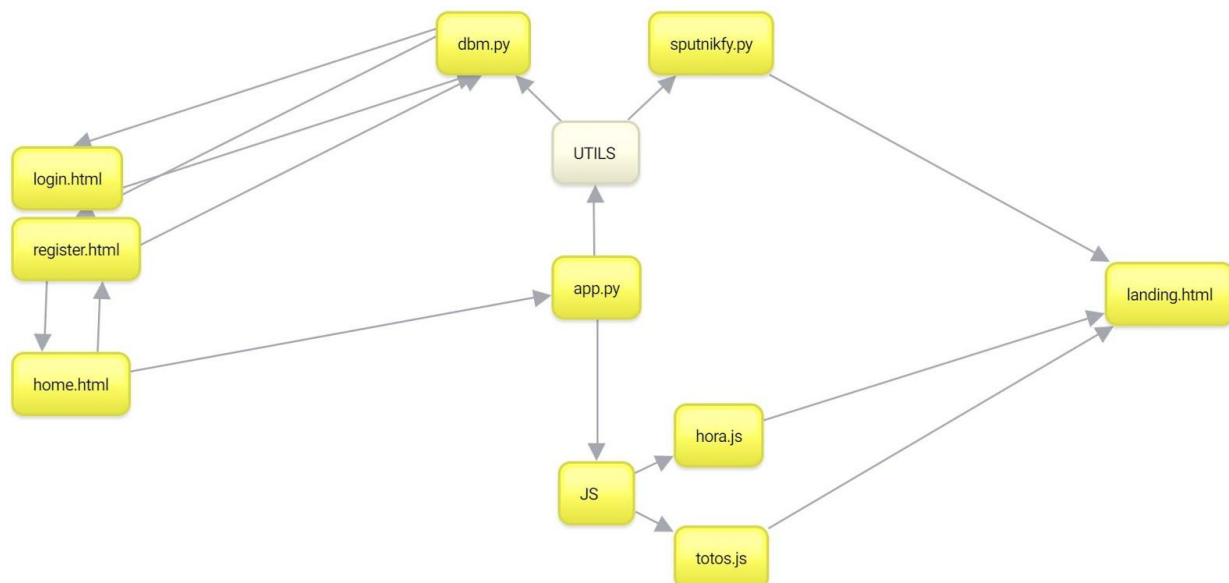 dbm.py
sputnikfy.py
UTILS
login.html
register.html
app.py
landing.html
home.html
hora.js
JS
totos.js